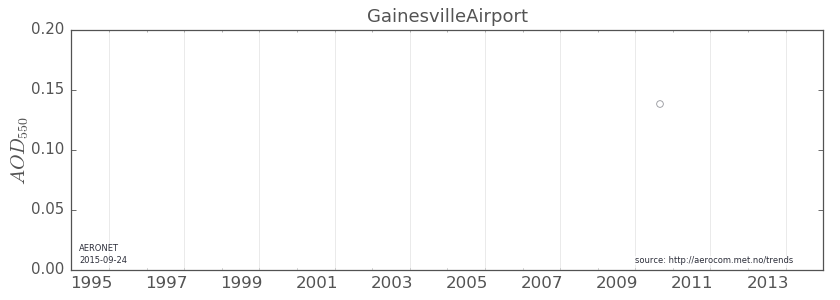 GainesvilleAirport
0.20
0.15
0.10
0.05
0.00
AOD550
AERONET
2015-09-24
source: http://aerocom.met.no/trends
1995 1997 1999 2001 2003 2005 2007 2009 2011 2013